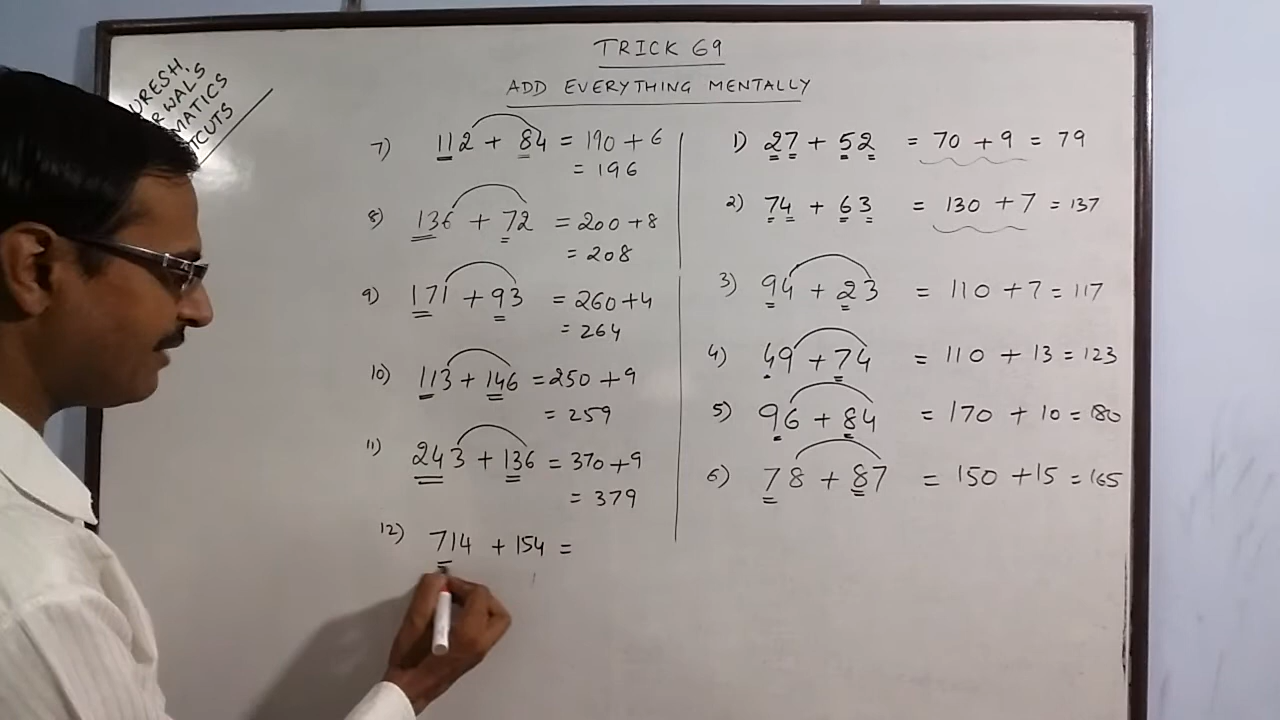 TRICK 69
ADD EVERYTHING MENTALLY
URESH
RWAL'S
MATICS
TCUTS
7) 112 + 84 = 190 + 6
= 196
8) 136 + 72 = 200 + 8
= 208
9) 171 + 93 = 260 + 4
= 264
10) 113 + 146 = 250 + 9
= 259
11) 243 + 136 = 370 + 9
= 379
12) 714 + 154 =
1) 27 + 52 = 70 + 9 = 79
2) 74 + 63 = 130 + 7 = 137
3) 94 + 23 = 110 + 7 = 117
4) 49 + 74 = 110 + 13 = 123
5) 96 + 84 = 170 + 10 = 180
6) 78 + 87 = 150 + 15 = 165